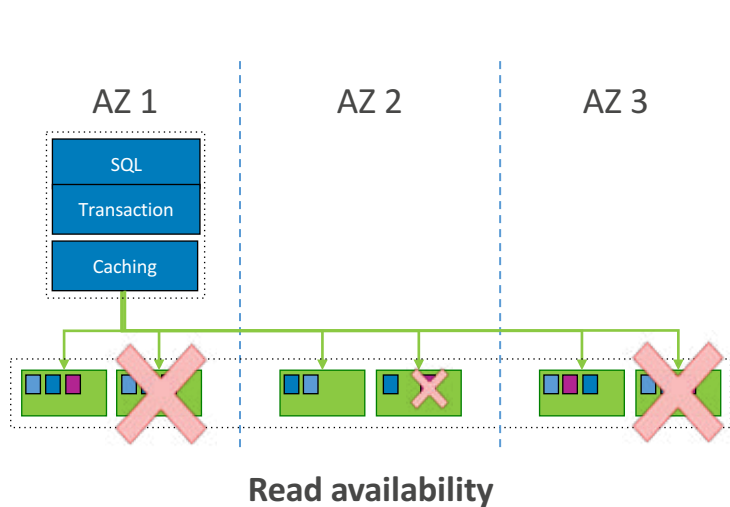 AZ 1
AZ 2
AZ 3
SQL
Transaction
Caching
Read availability